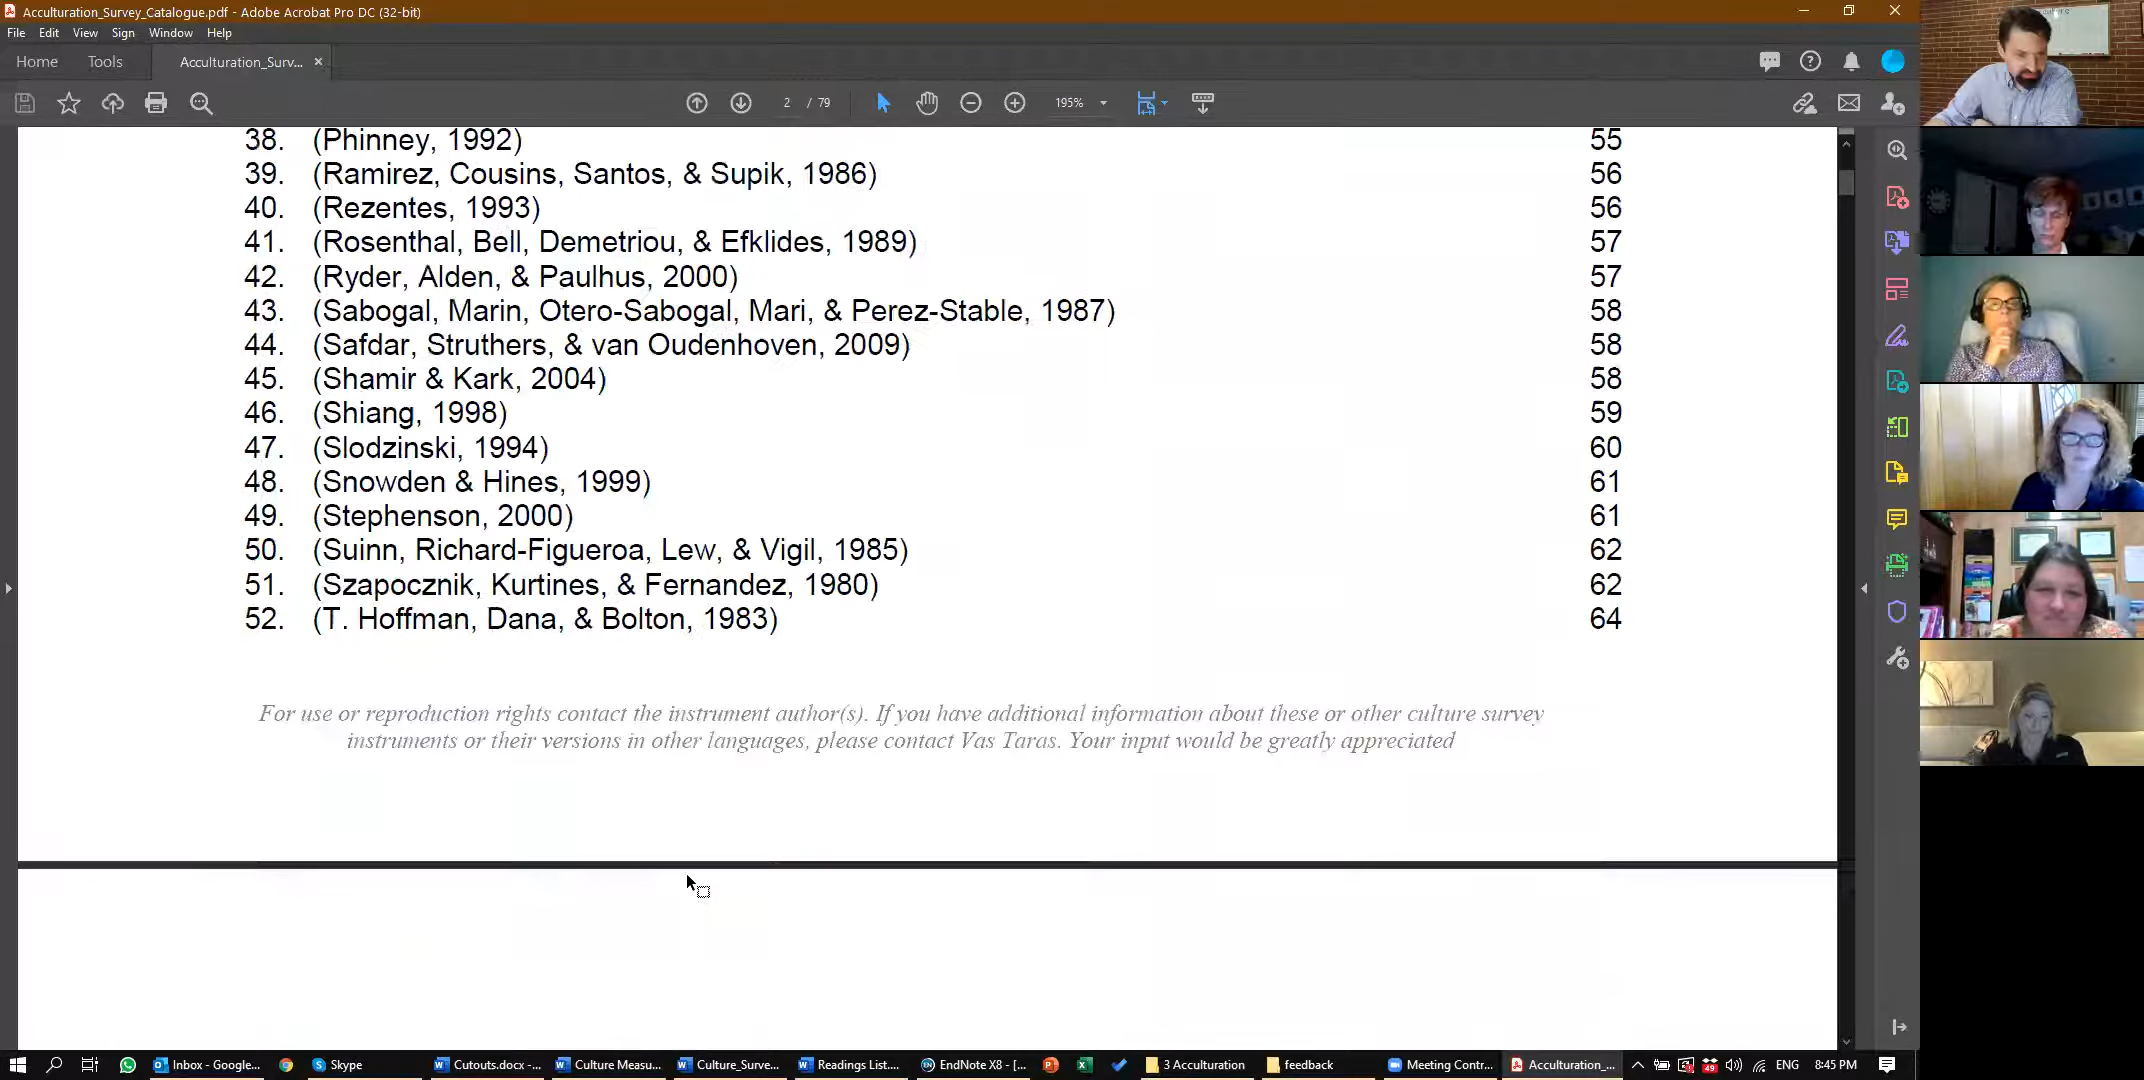 Acculturation_Survey_Catalogue.pdf - Adobe Acrobat Pro DC (32-bit)
File Edit View Window Help
Home Tools Acculturation_Surv... ×
2 / 79 195%
38. (Phinney, 1992) 55
39. (Ramirez, Cousins, Santos, & Supik, 1986) 56
40. (Rezentes, 1993) 56
41. (Rosenthal, Bell, Demetriou, & Efklides, 1989) 57
42. (Ryder, Alden, & Paulhus, 2000) 57
43. (Sabogal, Marin, Otero-Sabogal, Mari, & Perez-Stable, 1987) 58
44. (Safdar, Struthers, & van Oudenhoven, 2009) 58
45. (Shamir & Kark, 2004) 58
46. (Shiang, 1998) 59
47. (Slodzinski, 1994) 60
48. (Snowden & Hines, 1999) 61
49. (Stephenson, 2000) 61
50. (Suinn, Richard-Figueroa, Lew, & Vigil, 1985) 62
51. (Szapocznik, Kurtines, & Fernandez, 1980) 62
52. (T. Hoffman, Dana, & Bolton, 1983) 64
For use or reproduction rights contact the instrument author(s). If you have additional information about these or other culture survey
instruments or their versions in other languages, please contact Vas Taras. Your input would be greatly appreciated
Inbox - Google... Skype Cutouts.docx -... Culture Measu... Culture_Surve... Readings List.... EndNote X8 - [... 3 Acculturation feedback Meeting Contr... Acculturation_... 49 ENG 8:45 PM